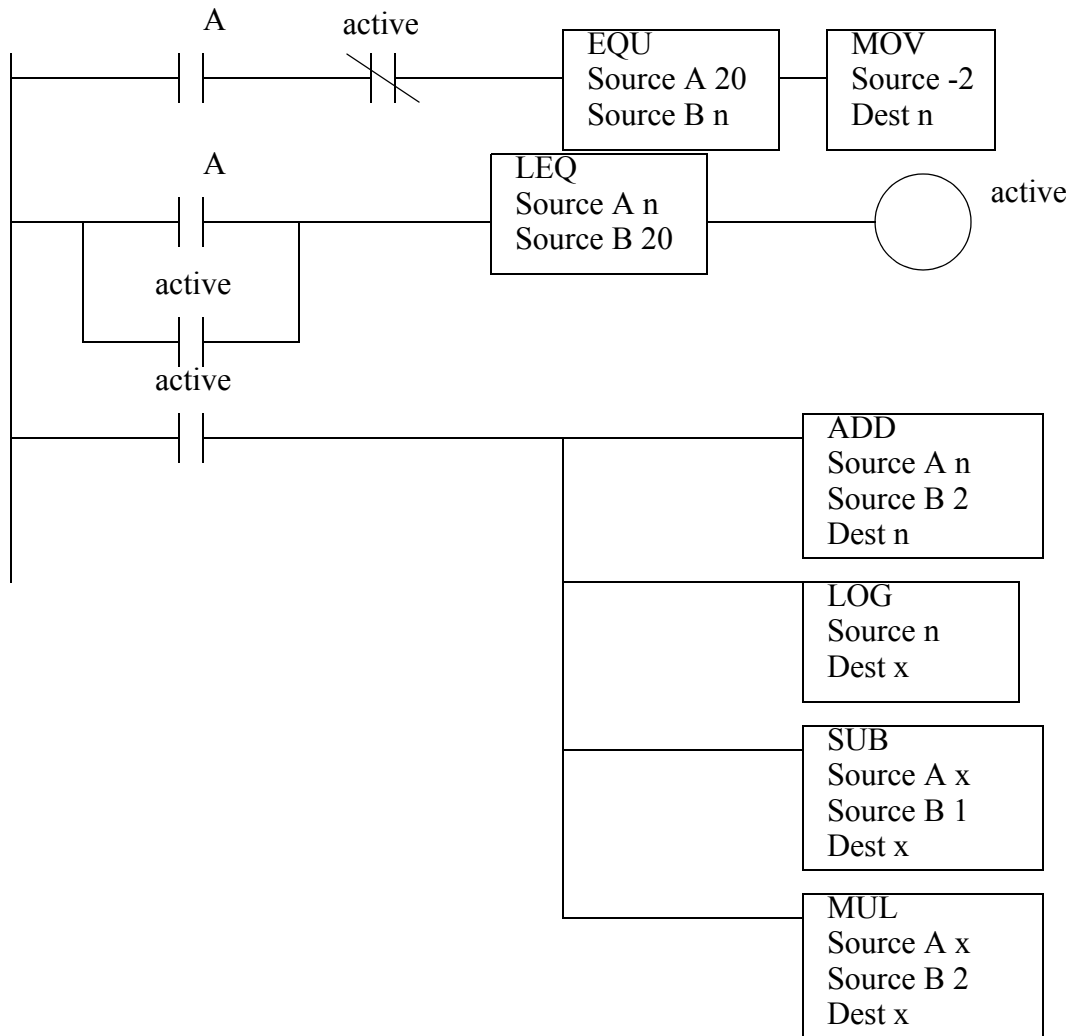 A
active
EQU
Source A 20
Source B n
MOV
Source -2
Dest n
A
LEQ
Source A n
Source B 20
active
active
active
ADD
Source A n
Source B 2
Dest n
LOG
Source n
Dest x
SUB
Source A x
Source B 1
Dest x
MUL
Source A x
Source B 2
Dest x